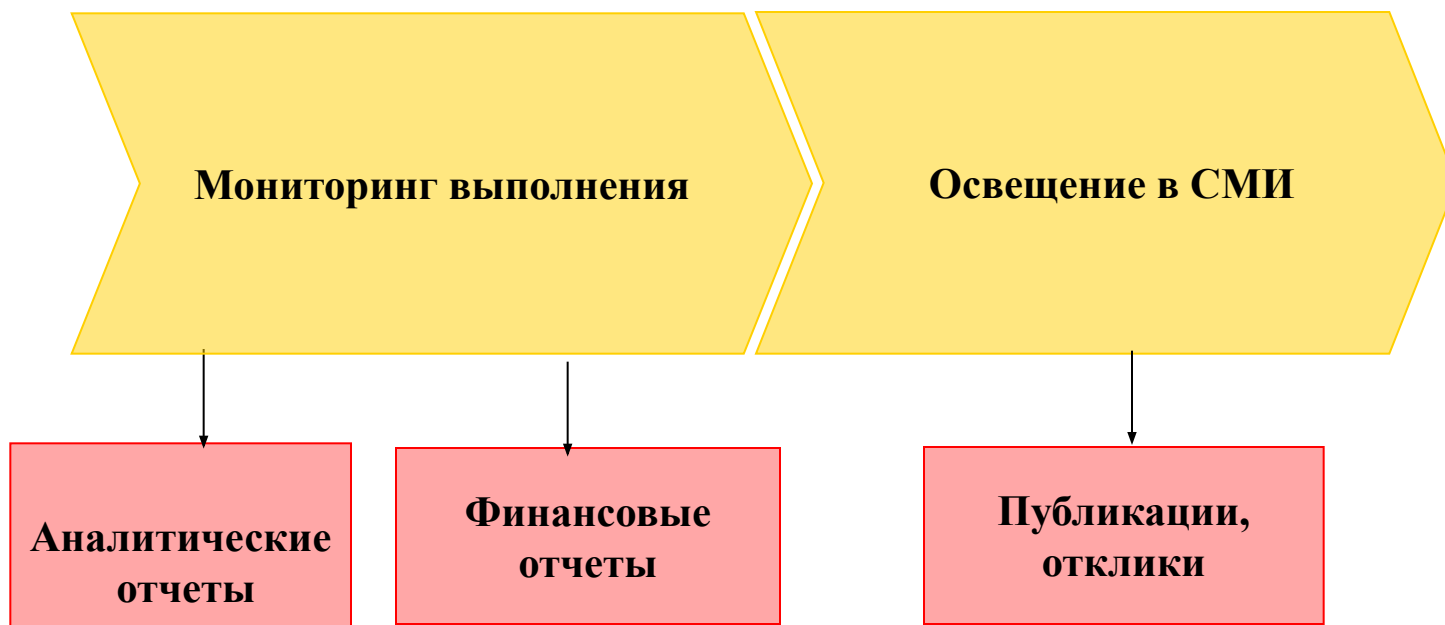 Мониторинг выполнения
Освещение в СМИ
Аналитические
отчеты
Финансовые
отчеты
Публикации,
отклики